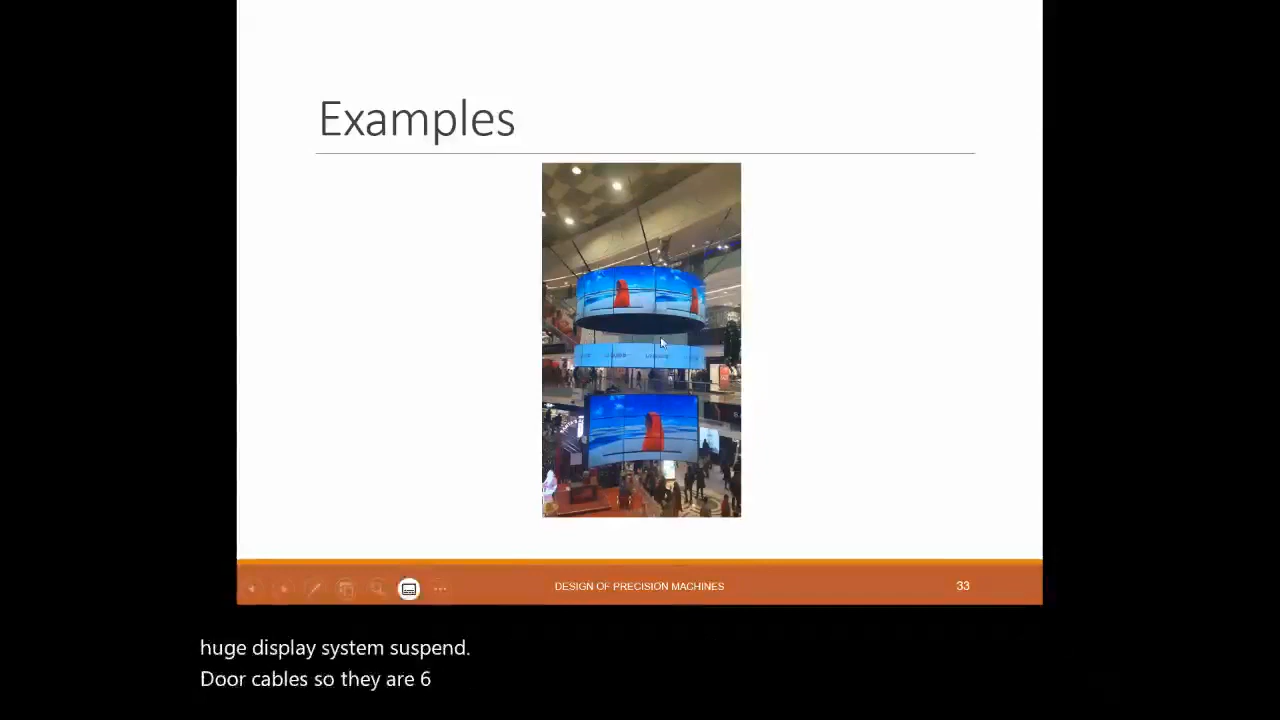 Examples
DESIGN OF PRECISION MACHINES
33
huge display system suspend.
Door cables so they are 6